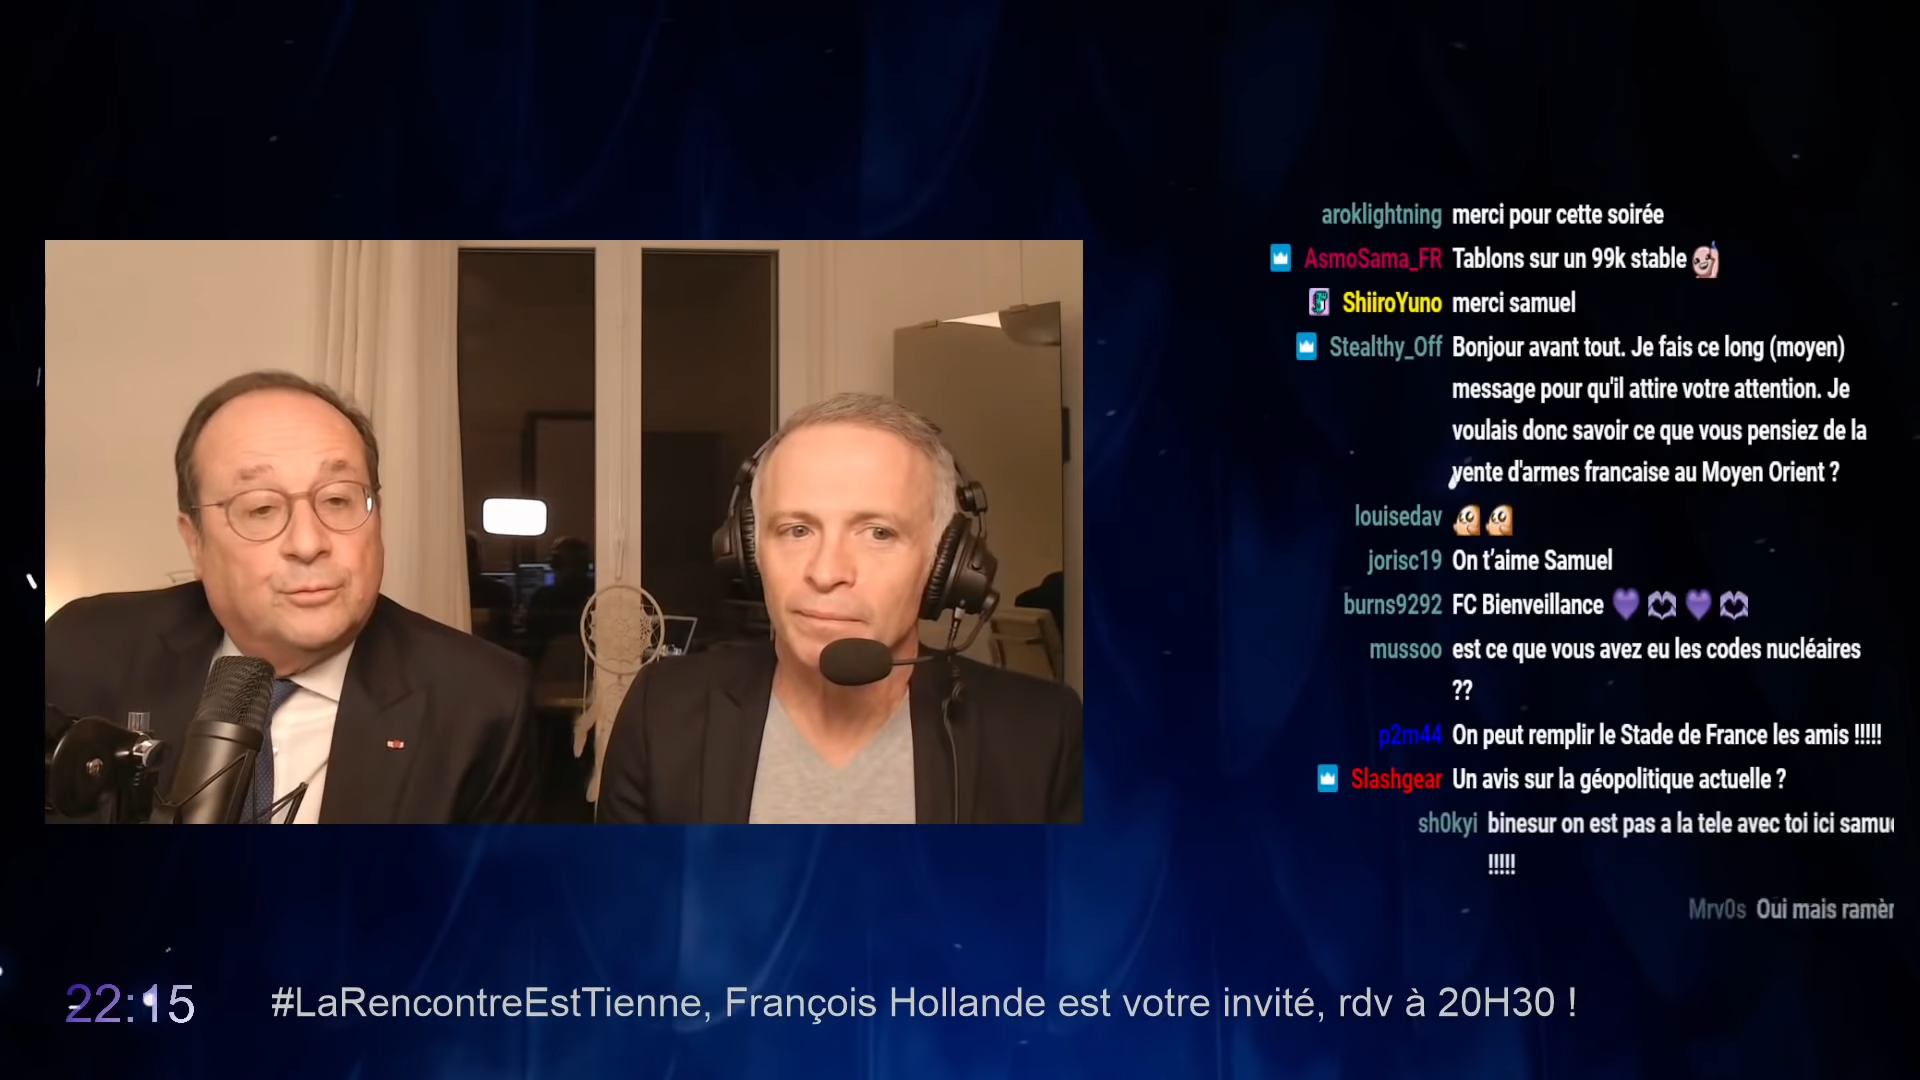 aroklightning merci pour cette soirée
AsmoSama_FR Tablons sur un 99k stable
ShiiroYuno merci samuel
Stealthy_Off Bonjour avant tout. Je fais ce long (moyen)
message pour qu'il attire votre attention. Je
voulais donc savoir ce que vous pensiez de la
vente d'armes francaise au Moyen Orient ?
louisedav
jorisc19 On t'aime Samuel
burns9292 FC Bienveillance
mussoo est ce que vous avez eu les codes nucléaires
??
p2m44 On peut remplir le Stade de France les amis !!!!!
Slashgear Un avis sur la géopolitique actuelle ?
sh0kyi binesur on est pas a la tele avec toi ici samu
!!!!!
Mrv0s Oui mais ramèn
22:15 #LaRencontreEstTienne, François Hollande est votre invité, rdv à 20H30 !